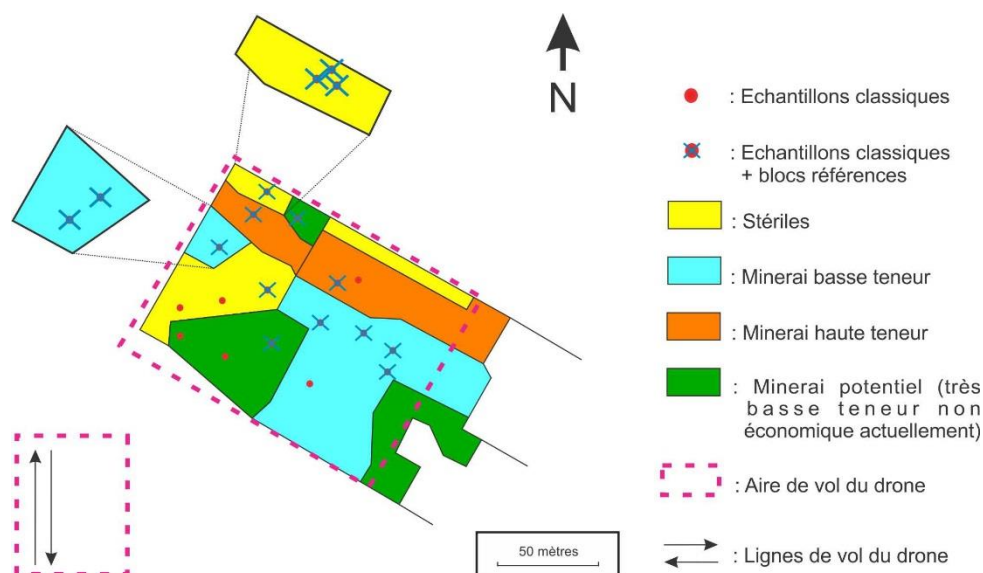 N
: Echantillons classiques
: Echantillons classiques
+ blocs références
: Stériles
: Minerai basse teneur
: Minerai haute teneur
: Minerai potentiel (très
basse teneur non
économique actuellement)
: Aire de vol du drone
: Lignes de vol du drone
50 mètres